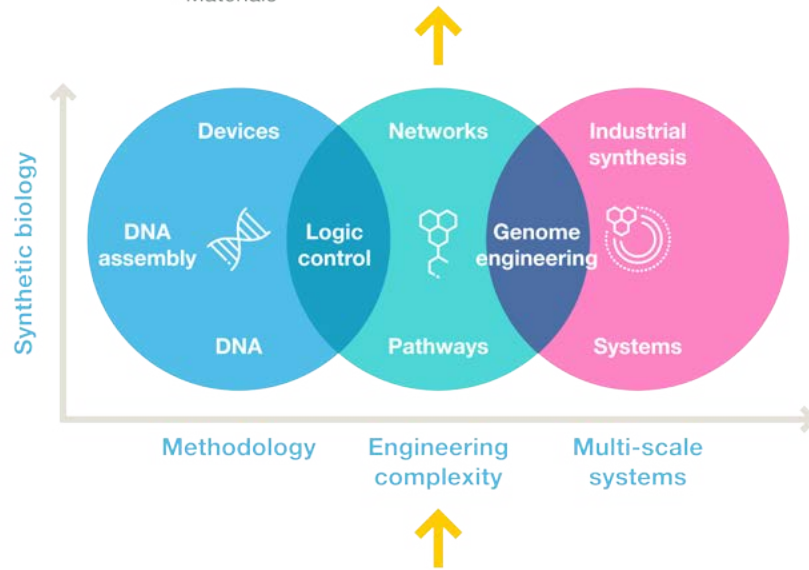 Materials
Devices
Networks
Industrial
synthesis
DNA
assembly
Logic
control
Genome
engineering
DNA
Pathways
Systems
Synthetic biology
Methodology
Engineering
complexity
Multi-scale
systems